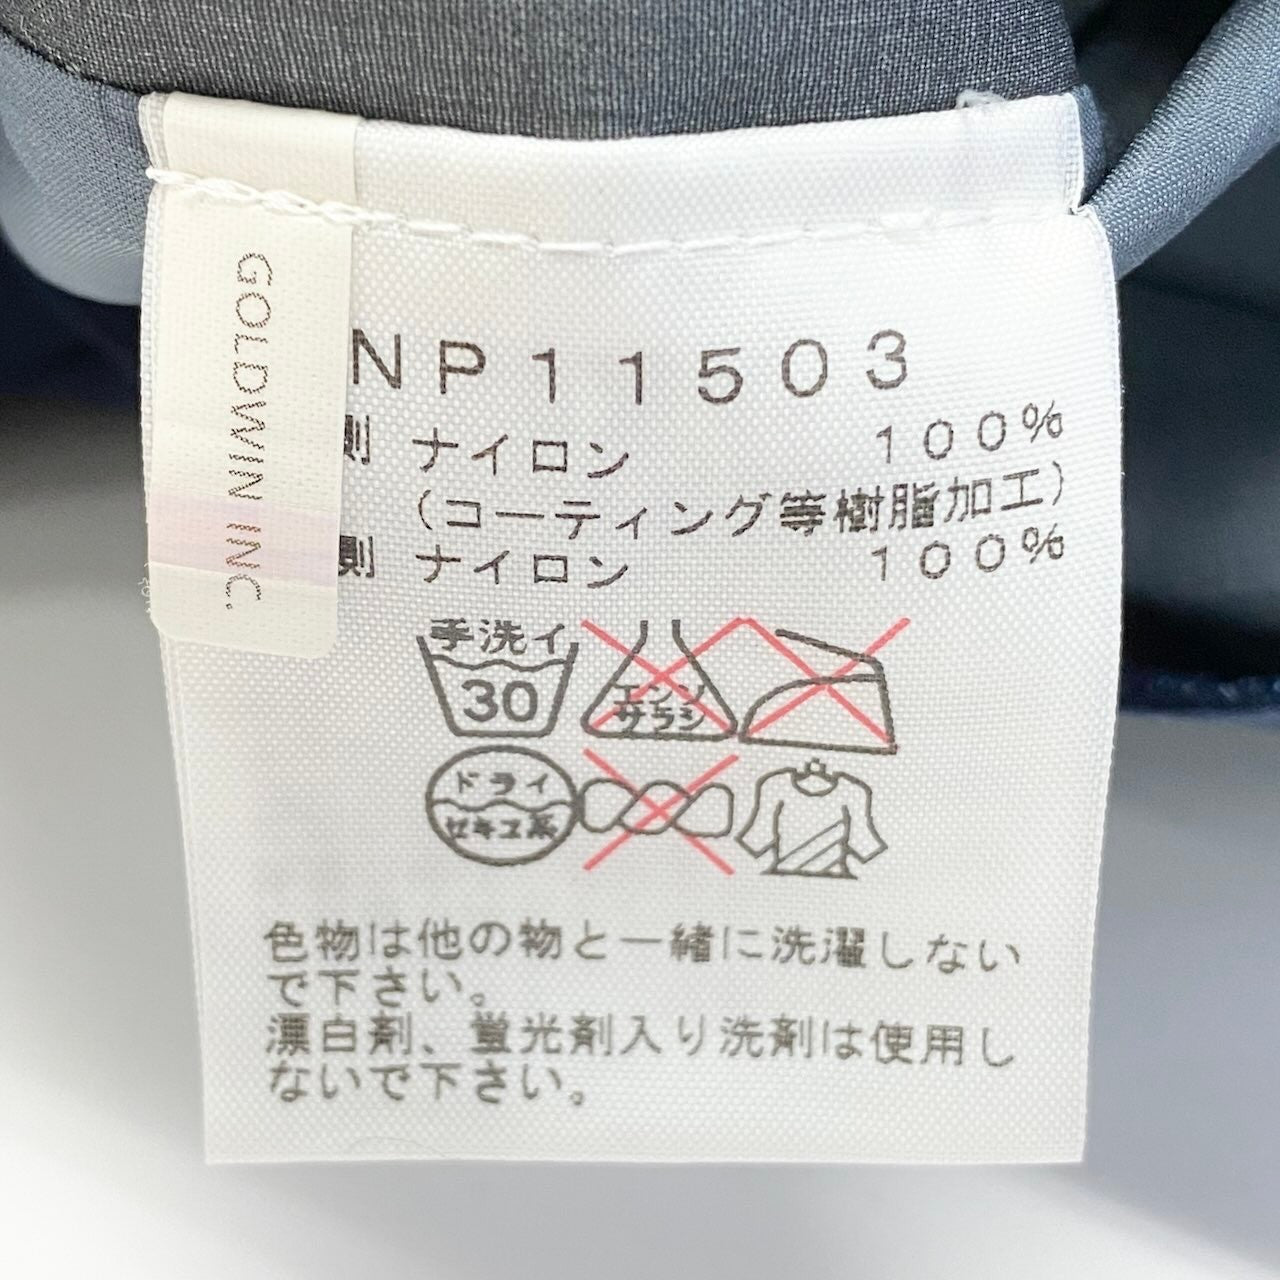 GOLDWIN INC.
NP11503
側 ナイロン 100%
(コーティング等樹脂加工)
側 ナイロン 100%
手洗イ
30
エンソ
サラシ
ドライ
セキユ系
色物は他の物と一緒に洗濯しない
で下さい。
漂白剤、蛍光剤入り洗剤は使用し
ないで下さい。